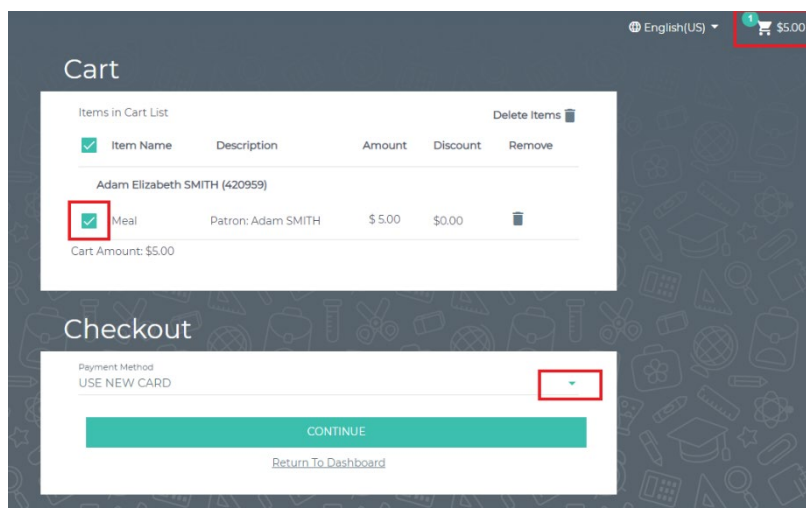 English(US)
1 $5.00
Cart
Items in Cart List
Delete Items
Item Name Description Amount Discount Remove
Adam Elizabeth SMITH (420959)
Meal Patron: Adam SMITH $ 5.00 $0.00
Cart Amount: $5.00
Checkout
Payment Method
USE NEW CARD
CONTINUE
Return To Dashboard